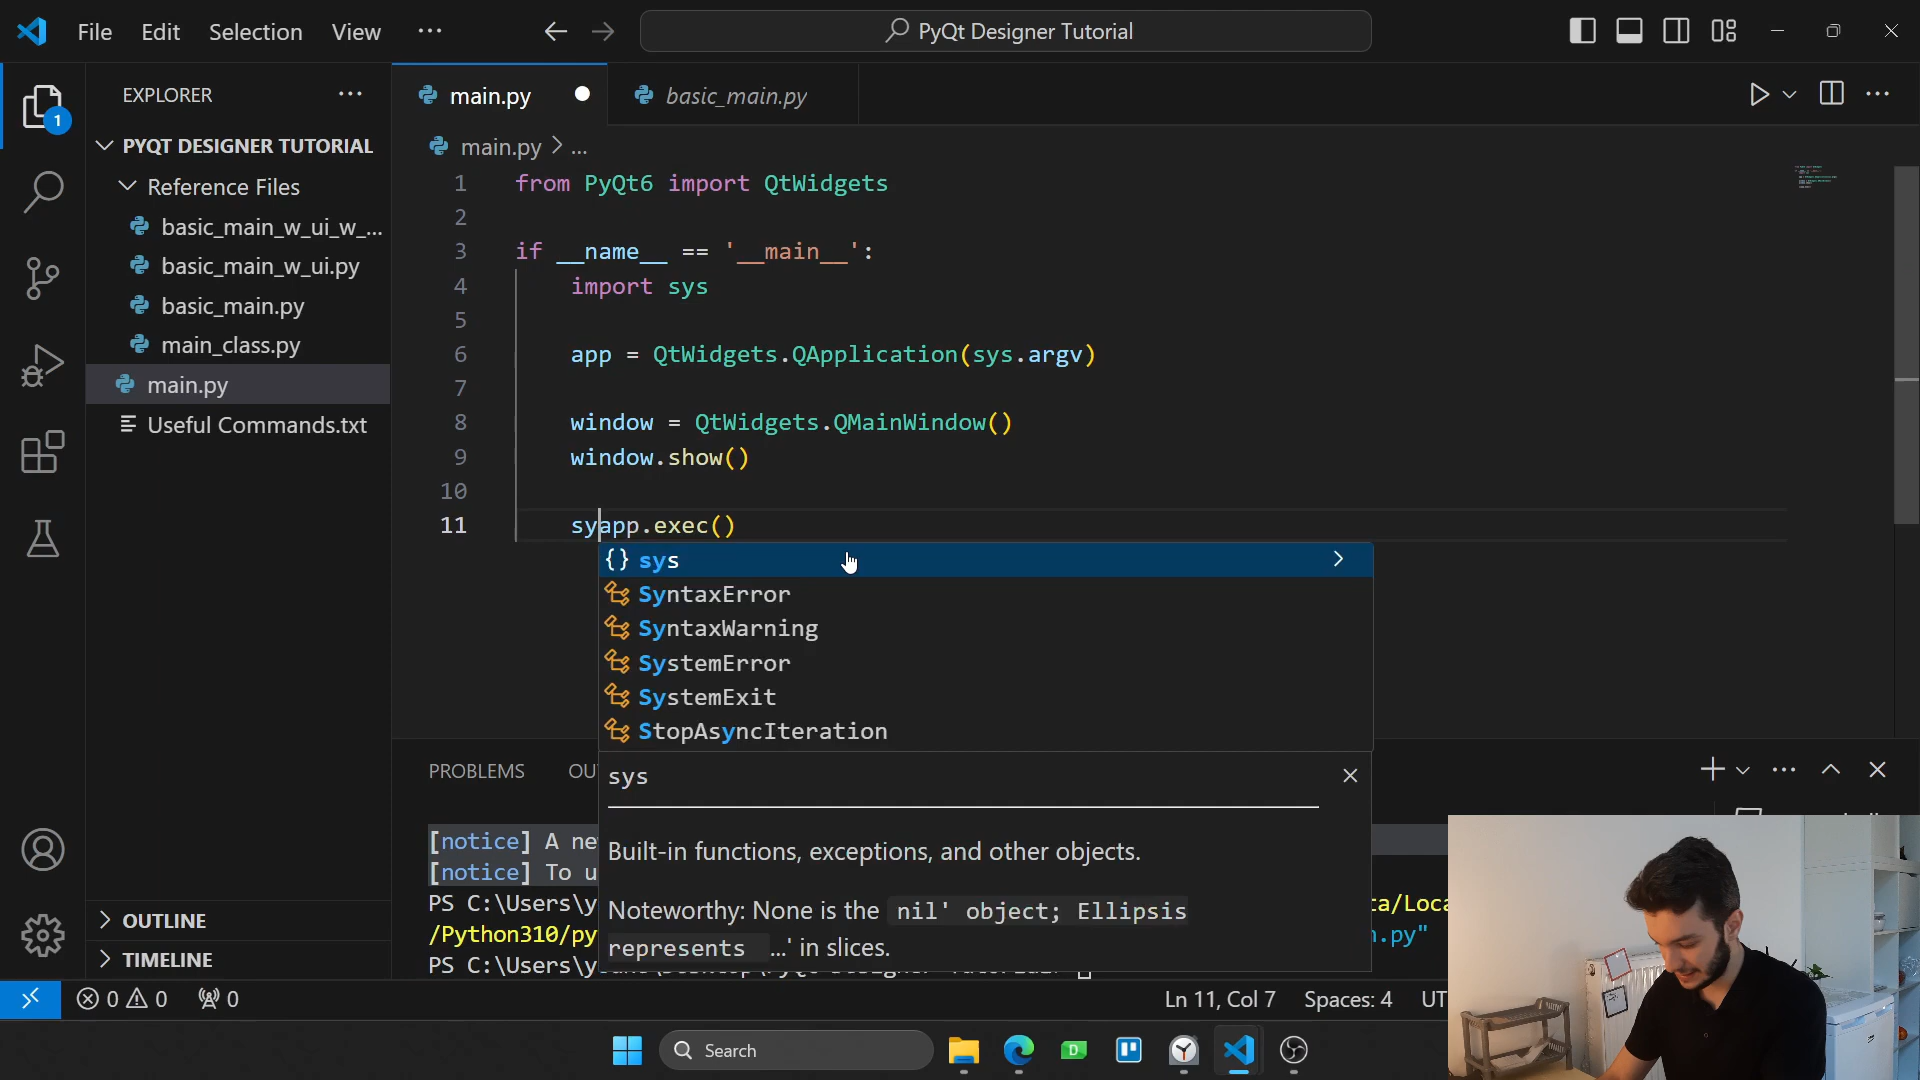 File Edit Selection View ...
PyQt Designer Tutorial
EXPLORER ...
1
PYQT DESIGNER TUTORIAL
Reference Files
basic_main_w_ui_w_...
basic_main_w_ui.py
basic_main.py
main_class.py
main.py
Useful Commands.txt
OUTLINE
TIMELINE
main.py
basic_main.py
main.py > ...
1 from PyQt6 import QtWidgets
2
3 if __name__ == '__main__':
4 import sys
5
6 app = QtWidgets.QApplication(sys.argv)
7
8 window = QtWidgets.QMainWindow()
9 window.show()
10
11 syapp.exec()
{} sys
SyntaxError
SyntaxWarning
SystemError
SystemExit
StopAsyncIteration
sys
Built-in functions, exceptions, and other objects.
Noteworthy: None is the nil' object; Ellipsis
represents ...' in slices.
PROBLEMS OU
[notice] A ne
[notice] To u
PS C:\Users\y ta/Loca
/Python310/py n.py"
PS C:\Users\y
0 0 0
Ln 11, Col 7 Spaces: 4 UT
Search
D